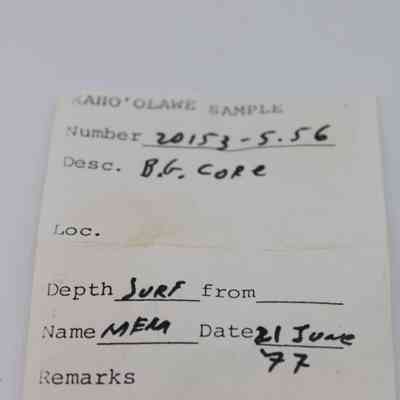 KAHO'OLAWE SAMPLE
Number 20153-5.56
Desc. B.G. CORE
Loc.
Depth SURF from
Name MEM Date 21 June
77
Remarks